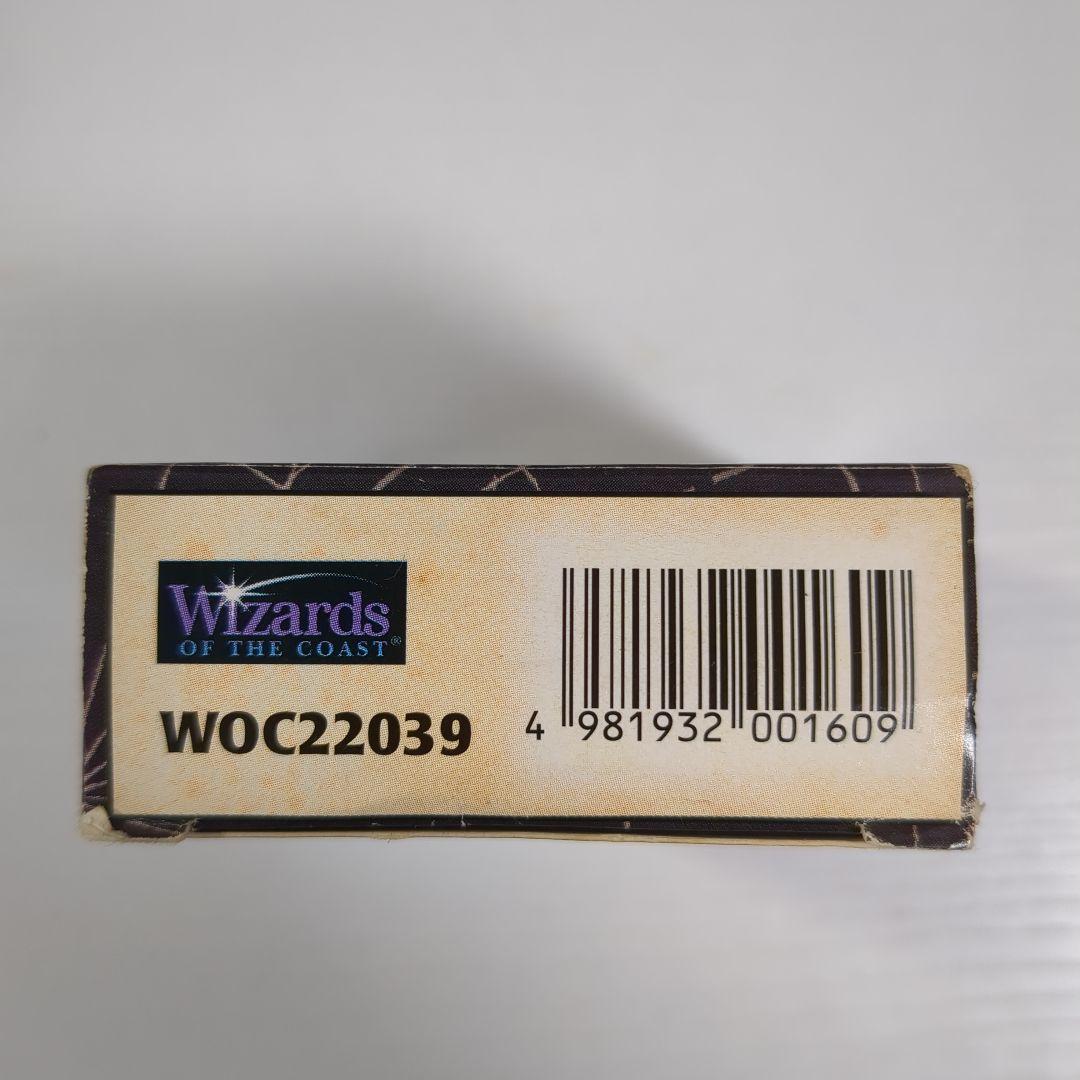 Wizards
OF THE COAST®
WOC22039
4 981932 001609